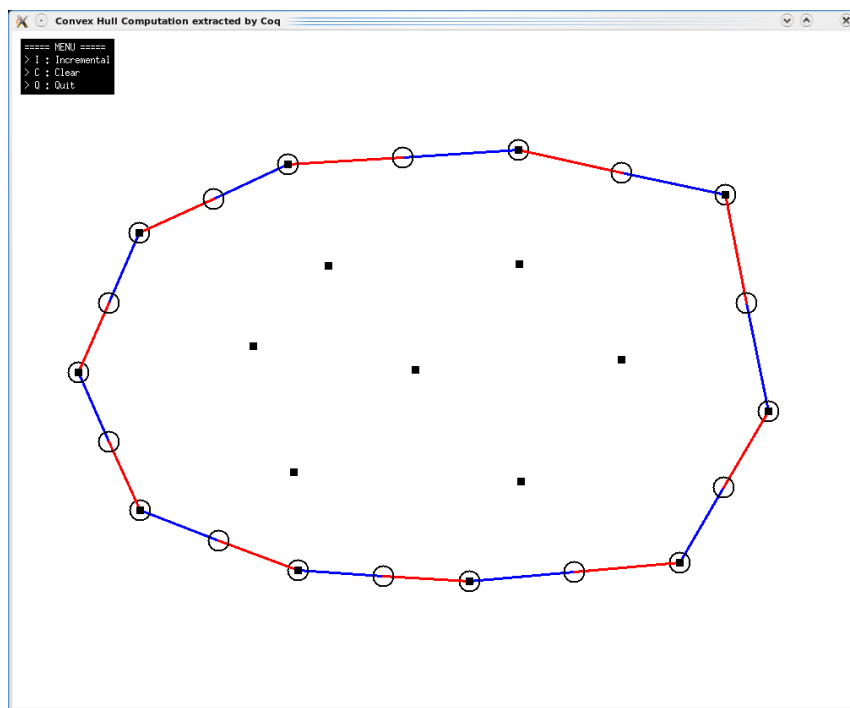 Convex Hull Computation extracted by Coq
===== MENU =====
> I : Incremental
> C : Clear
> Q : Quit